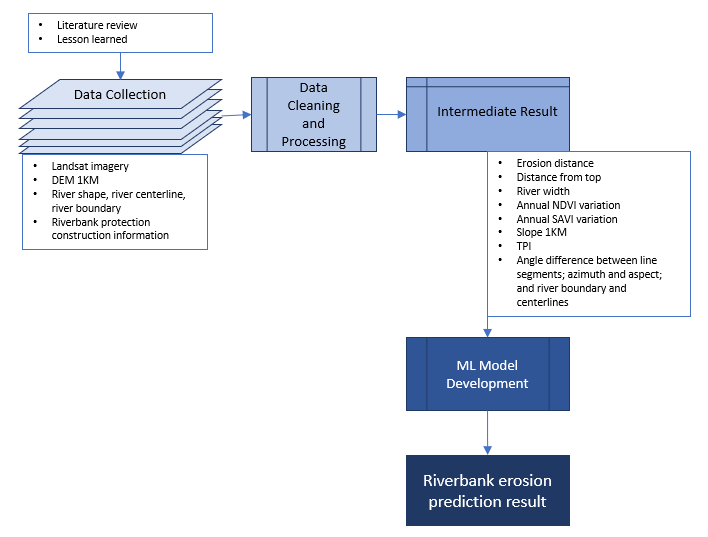 • Literature review
• Lesson learned
Data Collection
• Landsat imagery
• DEM 1KM
• River shape, river centerline,
river boundary
• Riverbank protection
construction information
Data
Cleaning
and
Processing
Intermediate Result
• Erosion distance
• Distance from top
• River width
• Annual NDVI variation
• Annual SAVI variation
• Slope 1KM
• TPI
• Angle difference between line
segments; azimuth and aspect;
and river boundary and
centerlines
ML Model
Development
Riverbank erosion
prediction result